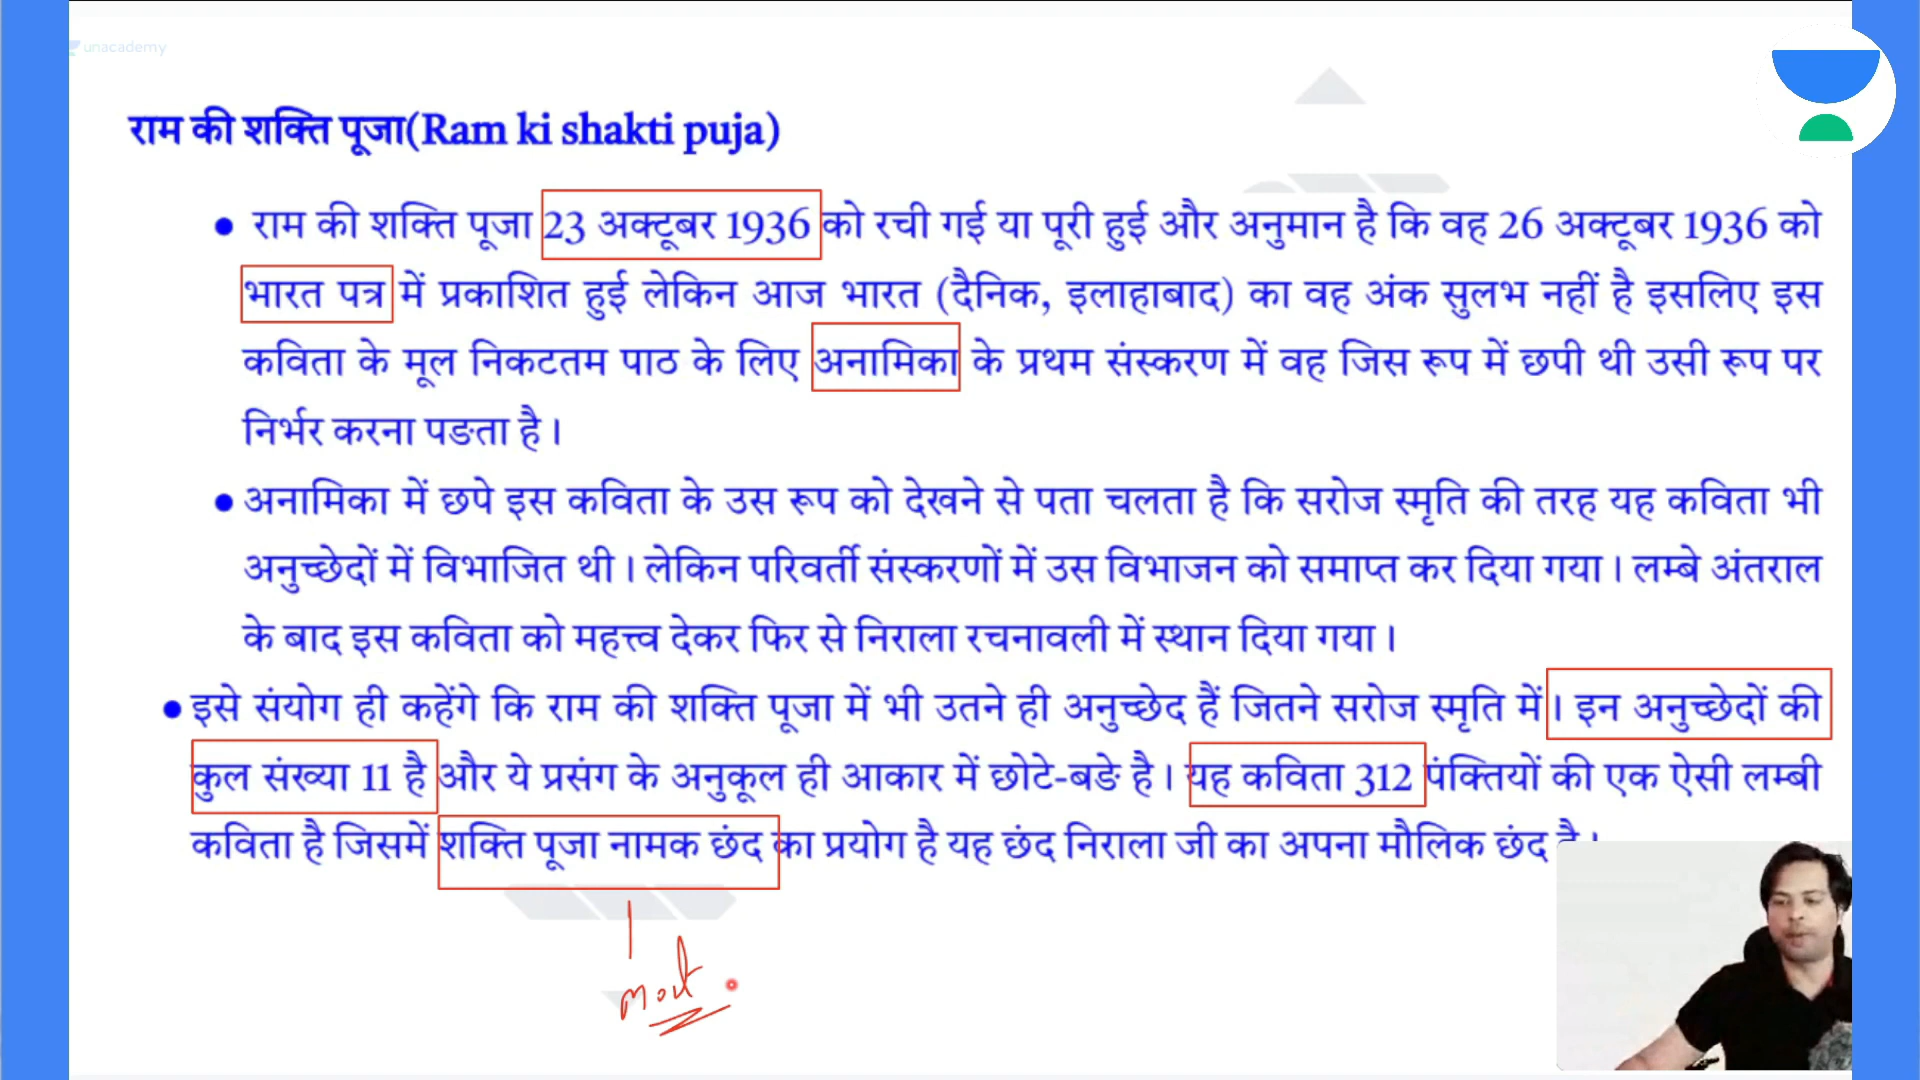 unacademy
राम की शक्ति पूजा(Ram ki shakti puja)
● राम की शक्ति पूजा 23 अक्टूबर 1936 को रची गई या पूरी हुई और अनुमान है कि वह 26 अक्टूबर 1936 को
भारत पत्र में प्रकाशित हुई लेकिन आज भारत (दैनिक, इलाहाबाद) का वह अंक सुलभ नहीं है इसलिए इस
कविता के मूल निकटतम पाठ के लिए अनामिका के प्रथम संस्करण में वह जिस रूप में छपी थी उसी रूप पर
निर्भर करना पङता है।
● अनामिका में छपे इस कविता के उस रूप को देखने से पता चलता है कि सरोज स्मृति की तरह यह कविता भी
अनुच्छेदों में विभाजित थी। लेकिन परिवर्ती संस्करणों में उस विभाजन को समाप्त कर दिया गया। लम्बे अंतराल
के बाद इस कविता को महत्त्व देकर फिर से निराला रचनावली में स्थान दिया गया।
● इसे संयोग ही कहेंगे कि राम की शक्ति पूजा में भी उतने ही अनुच्छेद हैं जितने सरोज स्मृति में। इन अनुच्छेदों की
कुल संख्या 11 है और ये प्रसंग के अनुकूल ही आकार में छोटे-बङे है। यह कविता 312 पंक्तियों की एक ऐसी लम्बी
कविता है जिसमें शक्ति पूजा नामक छंद का प्रयोग है यह छंद निराला जी का अपना मौलिक छंद है।